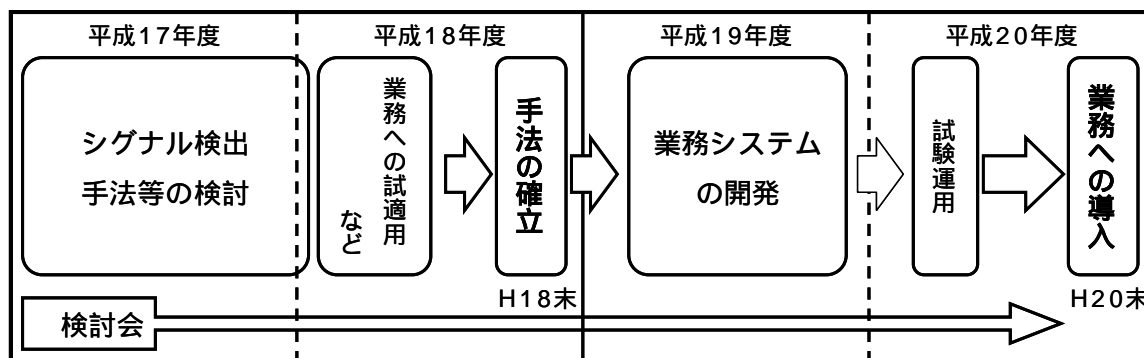 平成17年度
平成18年度
平成19年度
平成20年度
シグナル検出
手法等の検討
業務への試適用
など
手法の確立
業務システム
の開発
試験運用
業務への導入
H18末
H20末
検討会